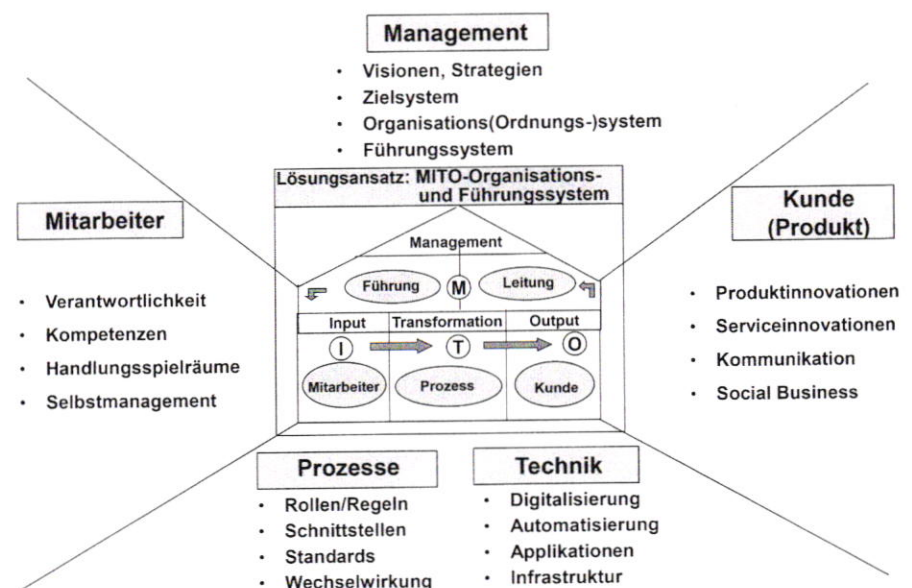 Management
· Visionen, Strategien
· Zielsystem
· Organisations(Ordnungs-)system
· Führungssystem
Mitarbeiter
· Verantwortlichkeit
· Kompetenzen
· Handlungsspielräume
· Selbstmanagement
Lösungsansatz: MITO-Organisations-
und Führungssystem
Management
Führung M Leitung
Input Transformation Output
I T O
Mitarbeiter Prozess Kunde
Kunde
(Produkt)
· Produktinnovationen
· Serviceinnovationen
· Kommunikation
· Social Business
Prozesse
· Rollen/Regeln
· Schnittstellen
· Standards
· Wechselwirkung
Technik
· Digitalisierung
· Automatisierung
· Applikationen
· Infrastruktur